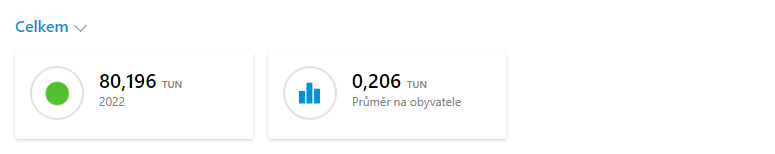 Celkem
80,196 TUN
2022
0,206 TUN
Průměr na obyvatele